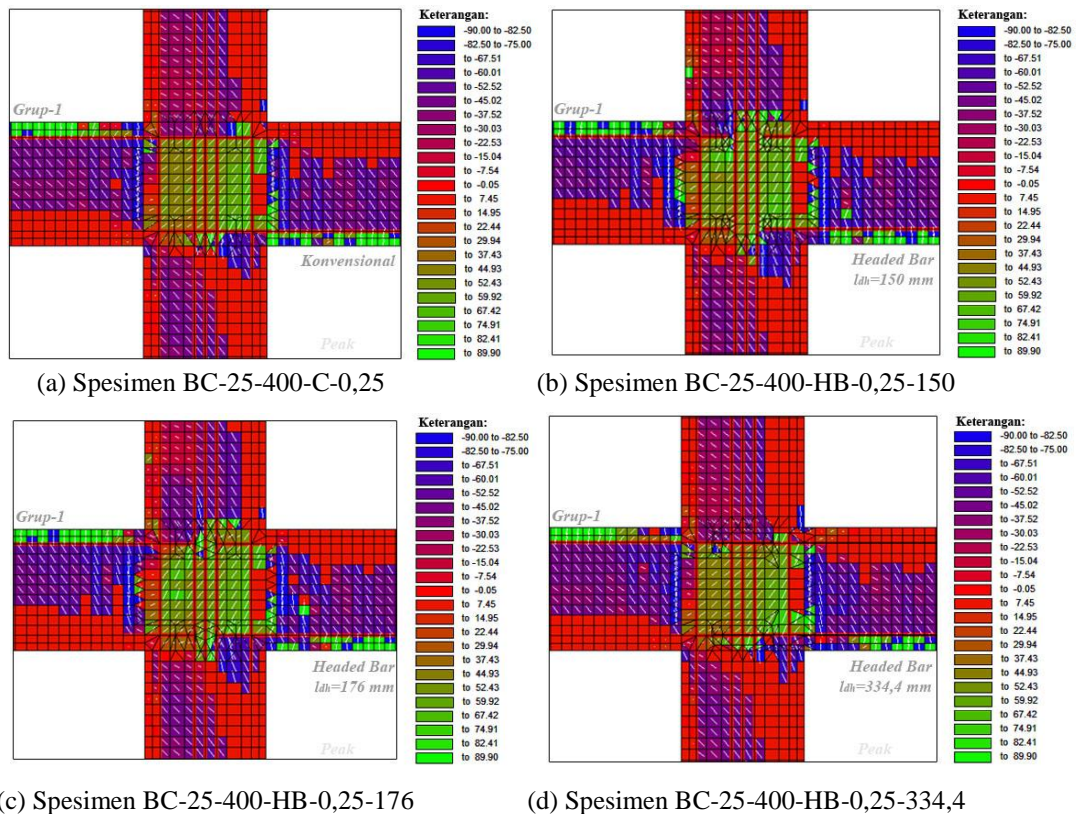 Keterangan:
-90.00 to -82.50
-82.50 to -75.00
to -67.51
to -60.01
to -52.52
to -45.02
to -37.52
to -30.03
to -22.53
to -15.04
to -7.54
to -0.05
to 7.45
to 14.95
to 22.44
to 29.94
to 37.43
to 44.93
to 52.43
to 59.92
to 67.42
to 74.91
to 82.41
to 89.90
Grup-1
Konvensional
Peak
(a) Spesimen BC-25-400-C-0,25
Keterangan:
-90.00 to -82.50
-82.50 to -75.00
to -67.51
to -60.01
to -52.52
to -45.02
to -37.52
to -30.03
to -22.53
to -15.04
to -7.54
to -0.05
to 7.45
to 14.95
to 22.44
to 29.94
to 37.43
to 44.93
to 52.43
to 59.92
to 67.42
to 74.91
to 82.41
to 89.90
Grup-1
Headed Bar
ldh=150 mm
Peak
(b) Spesimen BC-25-400-HB-0,25-150
Keterangan:
-90.00 to -82.50
-82.50 to -75.00
to -67.51
to -60.01
to -52.52
to -45.02
to -37.52
to -30.03
to -22.53
to -15.04
to -7.54
to -0.05
to 7.45
to 14.95
to 22.44
to 29.94
to 37.43
to 44.93
to 52.43
to 59.92
to 67.42
to 74.91
to 82.41
to 89.90
Grup-1
Headed Bar
ldh=176 mm
Peak
(c) Spesimen BC-25-400-HB-0,25-176
Keterangan:
-90.00 to -82.50
-82.50 to -75.00
to -67.51
to -60.01
to -52.52
to -45.02
to -37.52
to -30.03
to -22.53
to -15.04
to -7.54
to -0.05
to 7.45
to 14.95
to 22.44
to 29.94
to 37.43
to 44.93
to 52.43
to 59.92
to 67.42
to 74.91
to 82.41
to 89.90
Grup-1
Headed Bar
ldh=334,4 mm
Peak
(d) Spesimen BC-25-400-HB-0,25-334,4